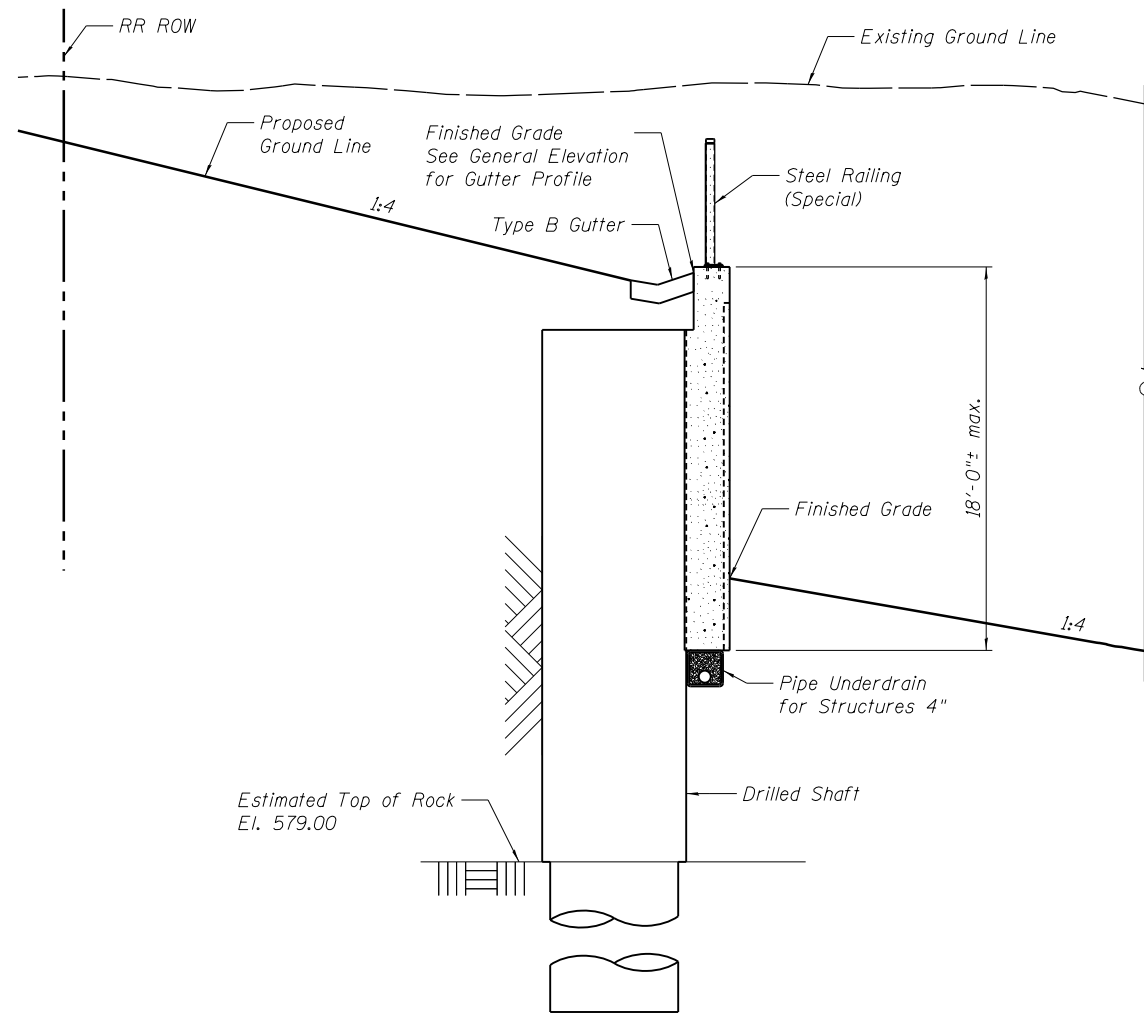 RR ROW
Existing Ground Line
Proposed
Ground Line
Finished Grade
See General Elevation
for Gutter Profile
Steel Railing
(Special)
1:4
Type B Gutter
18'-0"± max.
Finished Grade
1:4
Pipe Underdrain
for Structures 4"
Drilled Shaft
Estimated Top of Rock
El. 579.00